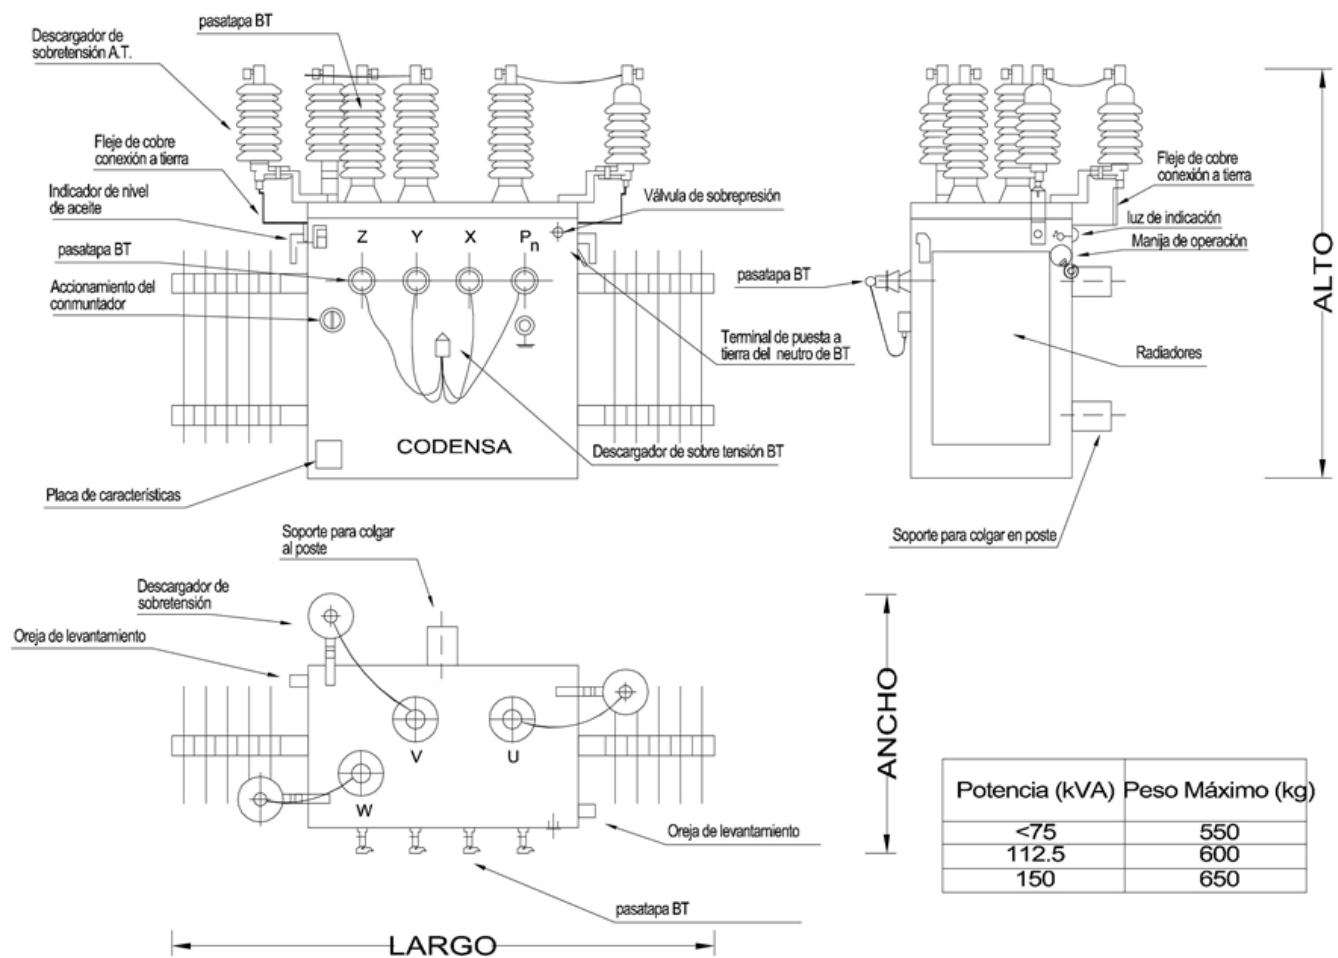 pasatapa BT
Descargador de
sobretensión A.T.
Fleje de cobre
conexión a tierra
Indicador de nivel
de aceite
pasatapa BT
Accionamiento del
conmuntador
Z Y X Pn
Válvula de sobrepresión
Terminal de puesta a
tierra del neutro de BT
CODENSA
Descargador de sobre tensión BT
Placa de características
pasatapa BT
Fleje de cobre
conexión a tierra
luz de indicación
Manija de operación
Radiadores
Soporte para colgar en poste
ALTO
Soporte para colgar
al poste
Descargador de
sobretensión
Oreja de levantamiento
V U
W
Oreja de levantamiento
pasatapa BT
ANCHO
LARGO
Potencia (kVA) Peso Máximo (kg)
<75 550
112.5 600
150 650